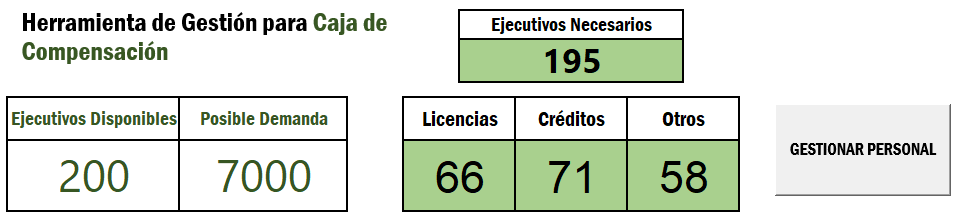 Herramienta de Gestión para Caja de
Compensación
Ejecutivos Necesarios
195
Ejecutivos Disponibles Posible Demanda
200 7000
Licencias Créditos Otros
66 71 58
GESTIONAR PERSONAL